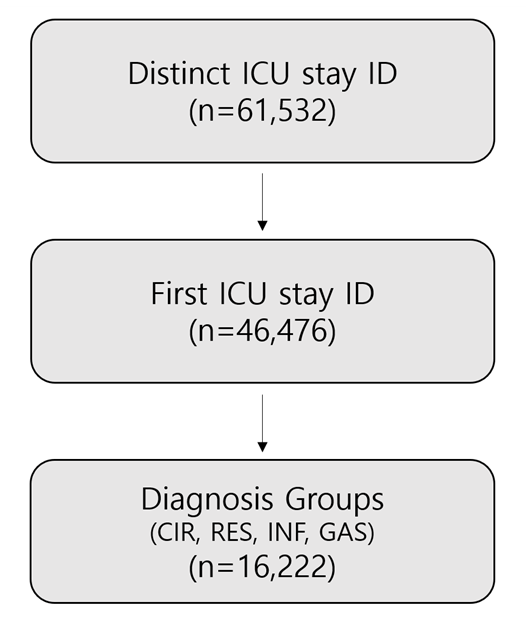 Distinct ICU stay ID
(n=61,532)
First ICU stay ID
(n=46,476)
Diagnosis Groups
(CIR, RES, INF, GAS)
(n=16,222)